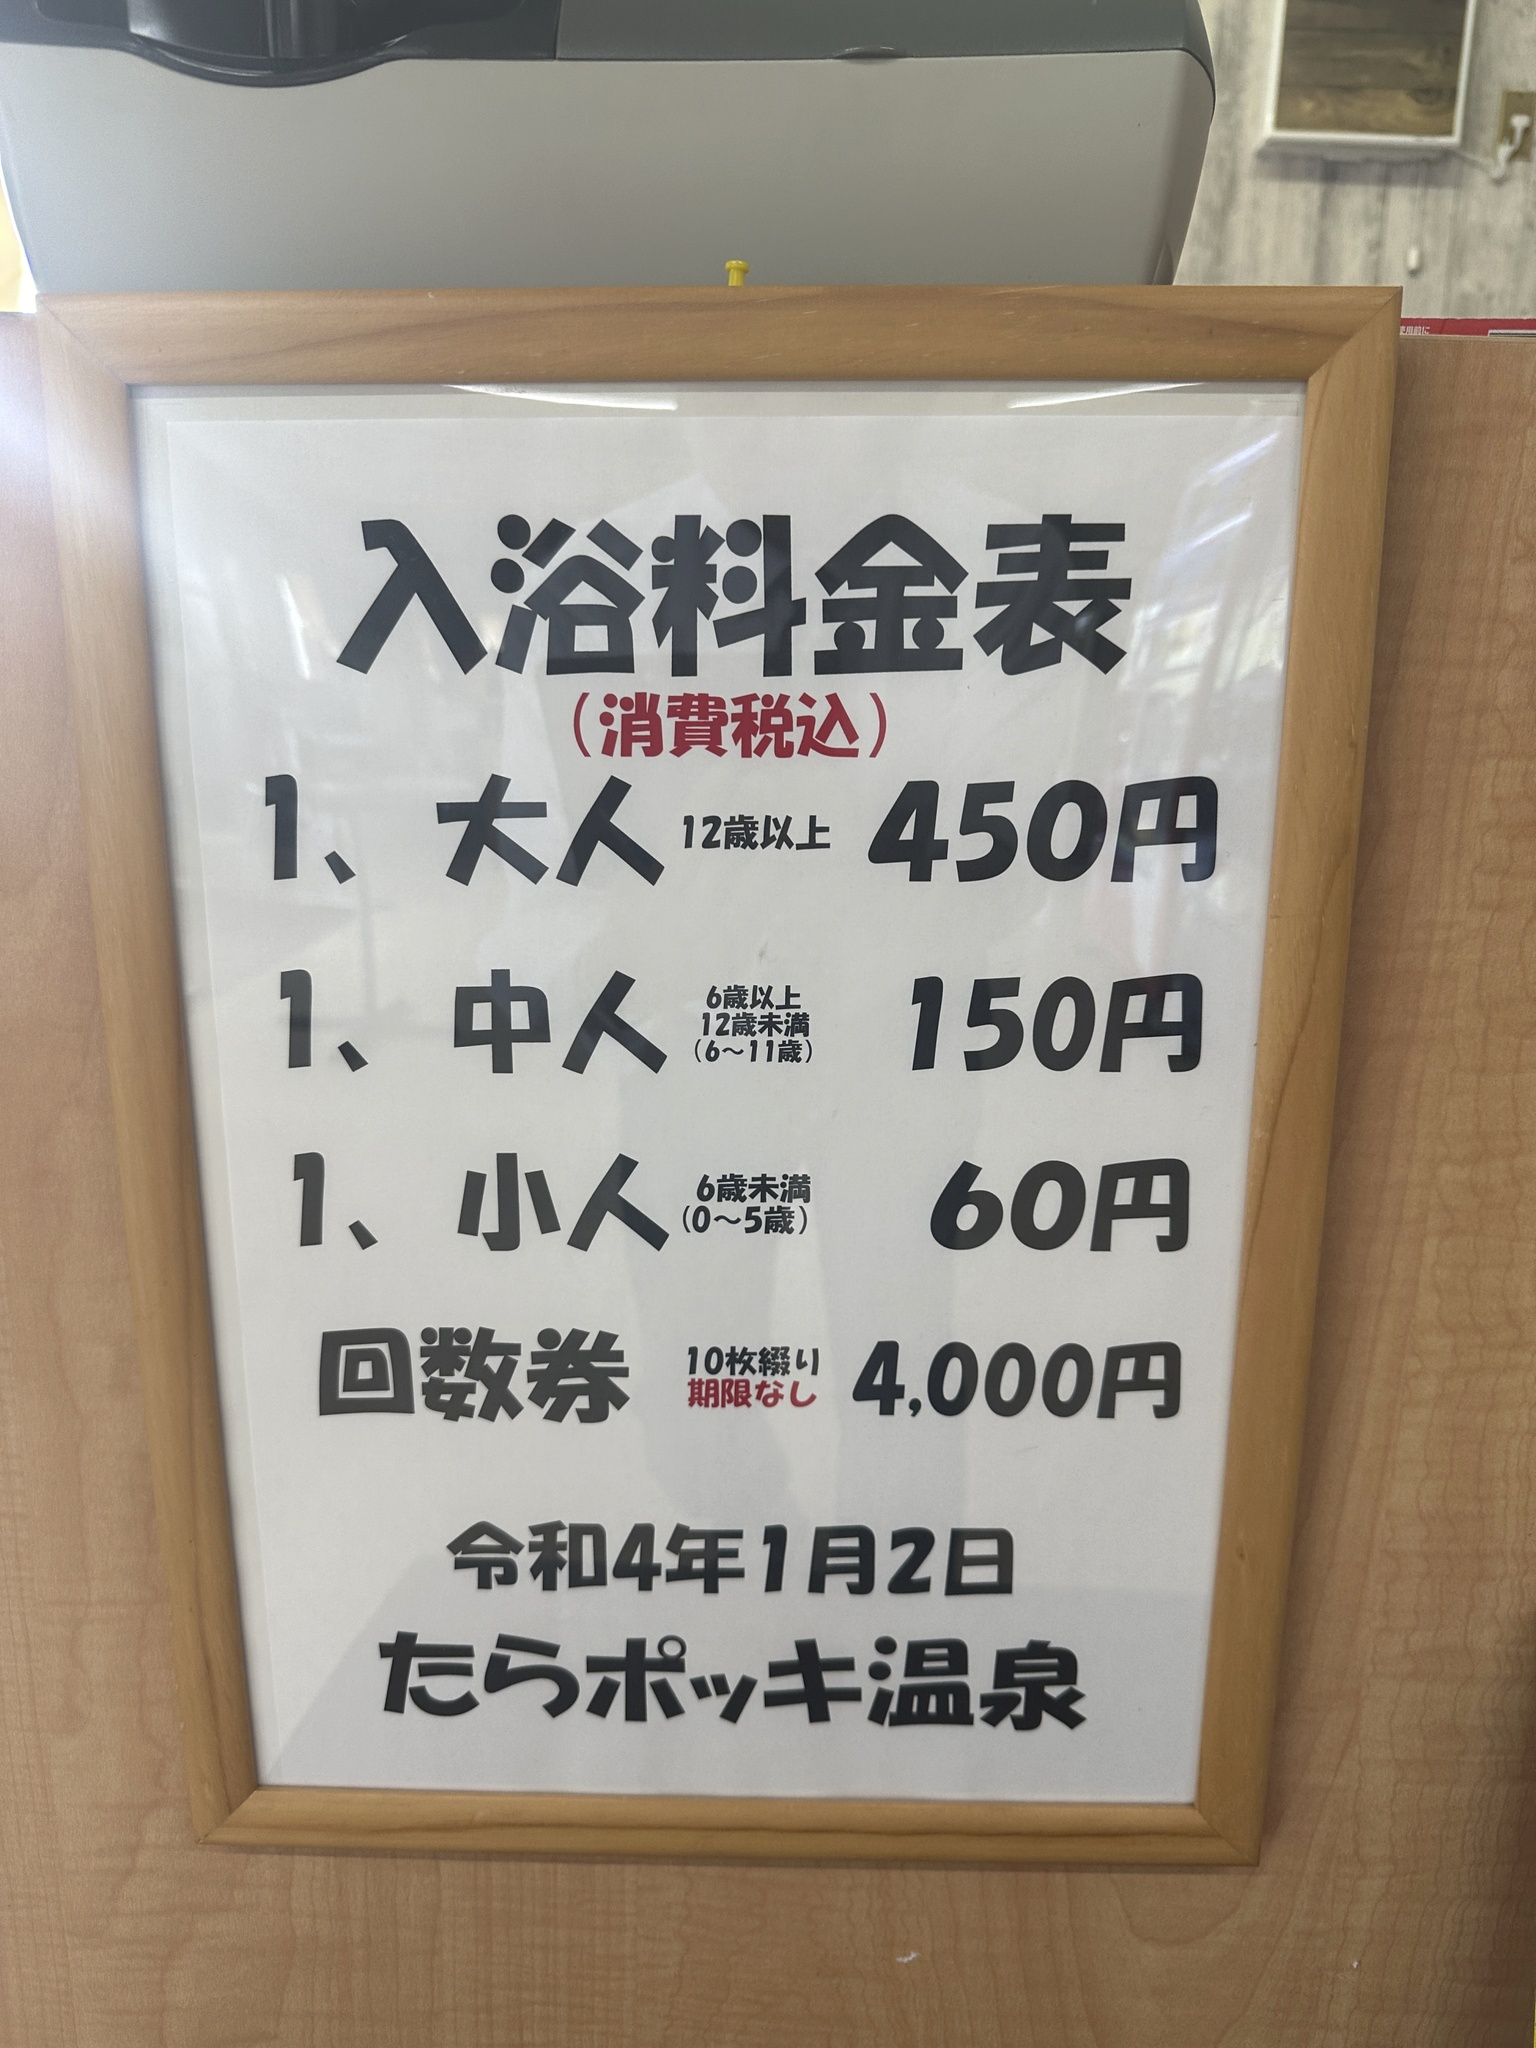 使用前に
入浴料金表
(消費税込)
1、 大人 12歳以上 450円
1、 中人 6歳以上 12歳未満 (6〜11歳) 150円
1、 小人 6歳未満 (0〜5歳) 60円
回数券 10枚綴り 期限なし 4,000円
令和4年1月2日
たらポッキ温泉